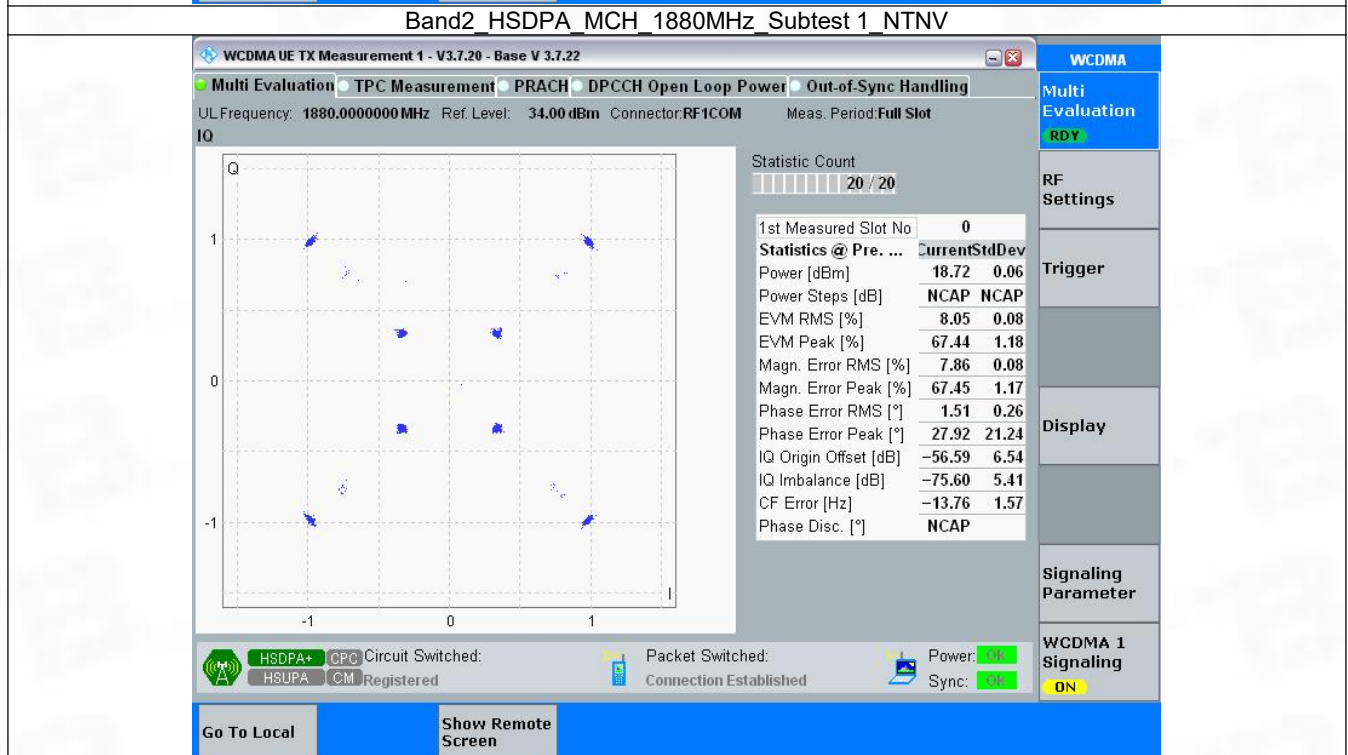 Band2_HSDPA_MCH_1880MHz_Subtest 1_NTNV
WCDMA UE TX Measurement 1 - V3.7.20 - Base V 3.7.22
WCDMA
Multi Evaluation TPC Measurement PRACH DPCCH Open Loop Power Out-of-Sync Handling
Multi
Evaluation
RDY
UL Frequency: 1880.0000000 MHz Ref. Level: 34.00 dBm Connector:RF1COM Meas. Period:Full Slot
IQ
Q
1
0
-1
I
-1 0 1
Statistic Count
20 / 20
1st Measured Slot No 0
Statistics @ Pre. ... Current StdDev
Power [dBm] 18.72 0.06
Power Steps [dB] NCAP NCAP
EVM RMS [%] 8.05 0.08
EVM Peak [%] 67.44 1.18
Magn. Error RMS [%] 7.86 0.08
Magn. Error Peak [%] 67.45 1.17
Phase Error RMS [°] 1.51 0.26
Phase Error Peak [°] 27.92 21.24
IQ Origin Offset [dB] −56.59 6.54
IQ Imbalance [dB] −75.60 5.41
CF Error [Hz] −13.76 1.57
Phase Disc. [°] NCAP
RF
Settings
Trigger
Display
Signaling
Parameter
WCDMA 1
Signaling
ON
HSDPA+ CPC Circuit Switched: Packet Switched: Power: OK
HSUPA CM Registered Connection Established Sync: OK
Go To Local
Show Remote
Screen